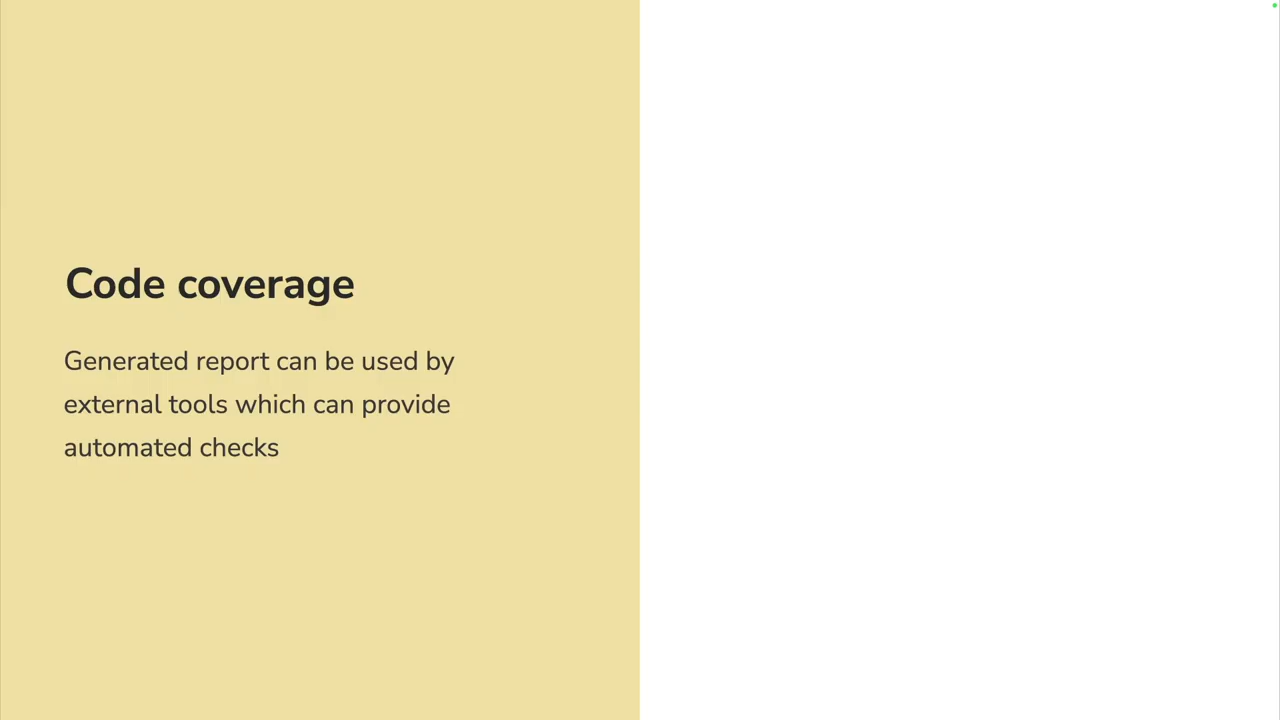 Code coverage
Generated report can be used by
external tools which can provide
automated checks